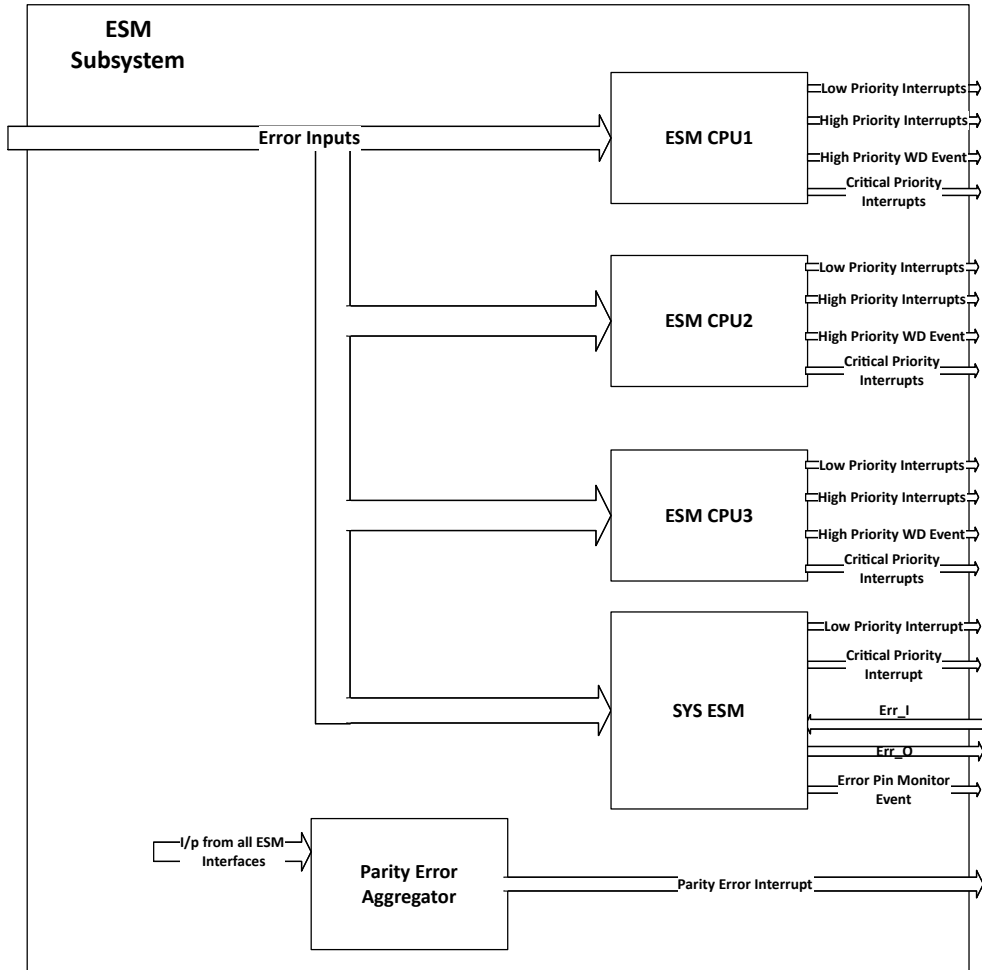 ESM
Subsystem
Error Inputs
ESM CPU1
Low Priority Interrupts
High Priority Interrupts
High Priority WD Event
Critical Priority
Interrupts
ESM CPU2
Low Priority Interrupts
High Priority Interrupts
High Priority WD Event
Critical Priority
Interrupts
ESM CPU3
Low Priority Interrupts
High Priority Interrupts
High Priority WD Event
Critical Priority
Interrupts
SYS ESM
Low Priority Interrupt
Critical Priority
Interrupt
Err_I
Err_O
Error Pin Monitor
Event
I/p from all ESM
Interfaces
Parity Error
Aggregator
Parity Error Interrupt